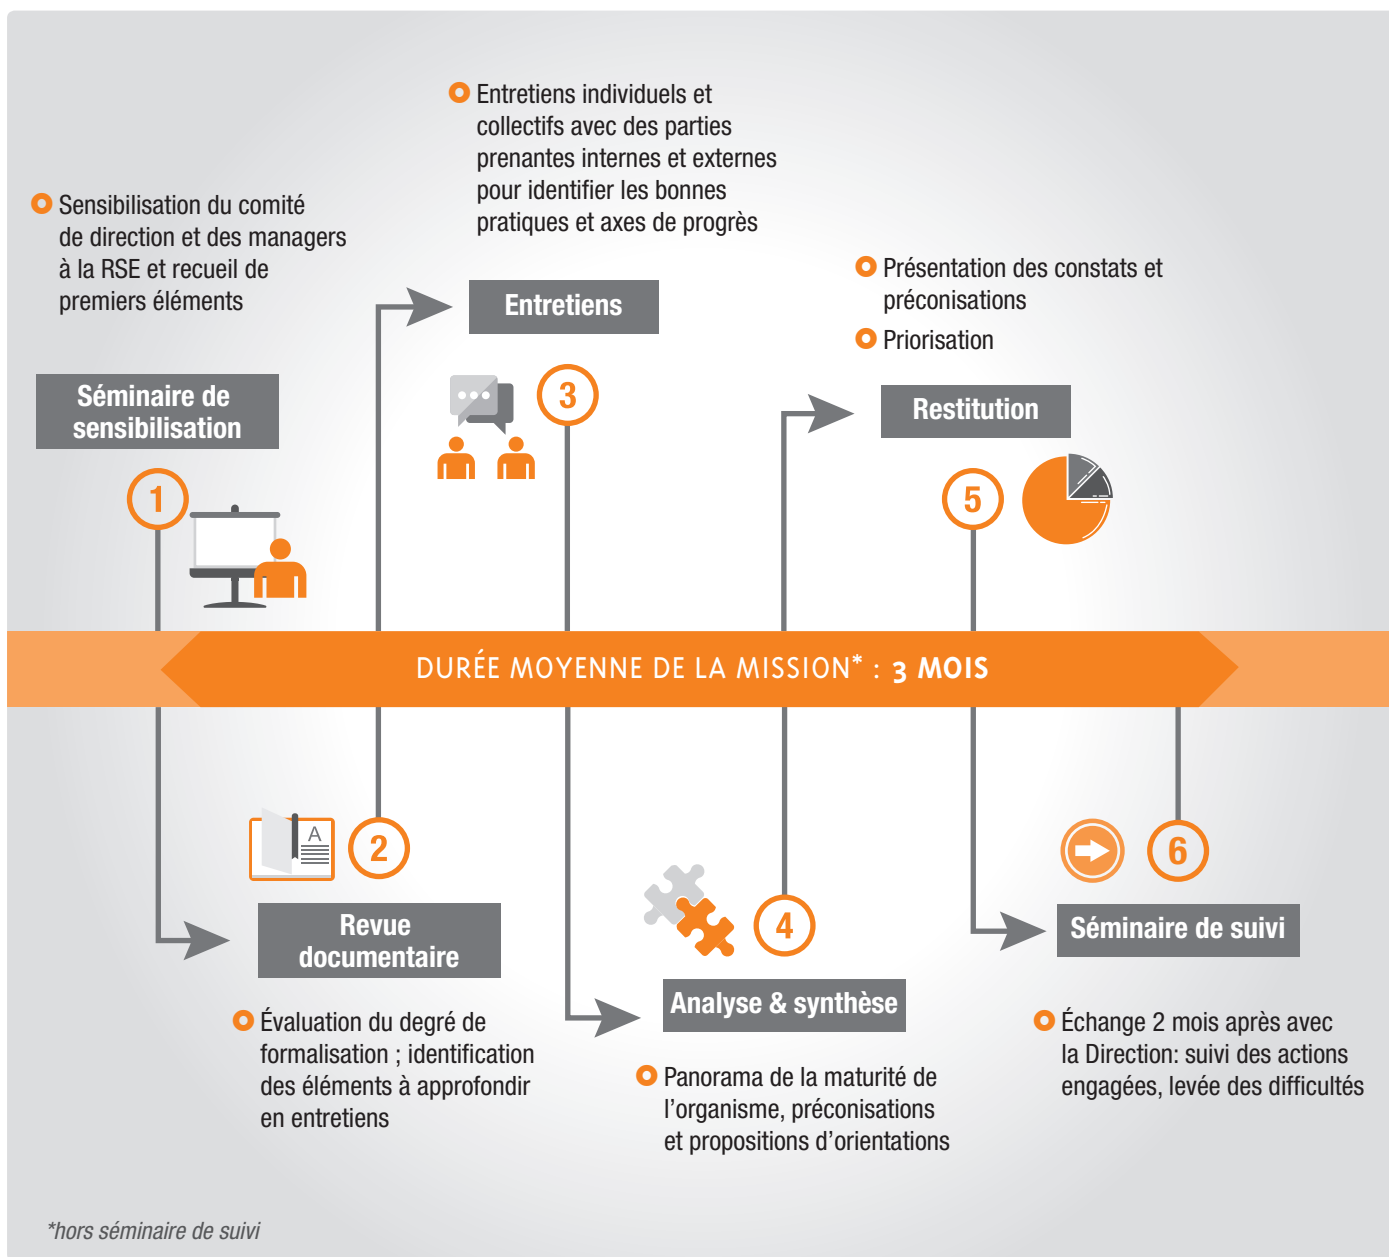 Sensibilisation du comité
de direction et des managers
à la RSE et recueil de
premiers éléments
Séminaire de
sensibilisation
1
Revue
documentaire
2
A
Évaluation du degré de
formalisation ; identification
des éléments à approfondir
en entretiens
Entretiens individuels et
collectifs avec des parties
prenantes internes et externes
pour identifier les bonnes
pratiques et axes de progrès
Entretiens
3
DURÉE MOYENNE DE LA MISSION* : 3 MOIS
4
Analyse & synthèse
Panorama de la maturité de
l’organisme, préconisations
et propositions d’orientations
Présentation des constats et
préconisations
Priorisation
Restitution
5
6
Séminaire de suivi
Échange 2 mois après avec
la Direction: suivi des actions
engagées, levée des difficultés
*hors séminaire de suivi